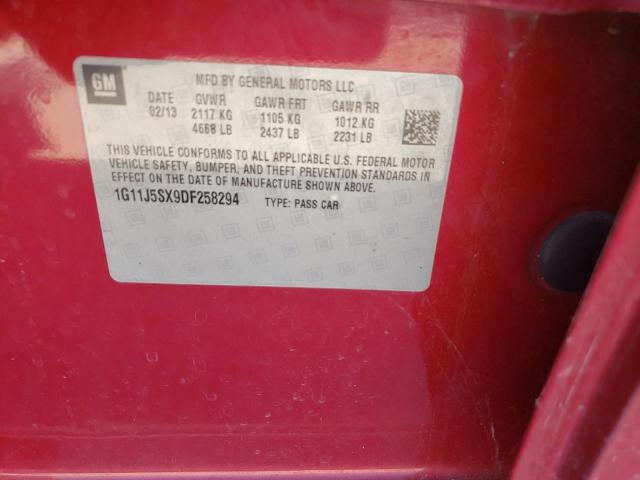 GM
MFD BY GENERAL MOTORS LLC
DATE GVWR GAWR FRT GAWR RR
02/13 2117 KG 1105 KG 1012 KG
4668 LB 2437 LB 2231 LB
THIS VEHICLE CONFORMS TO ALL APPLICABLE U.S. FEDERAL MOTOR
VEHICLE SAFETY, BUMPER, AND THEFT PREVENTION STANDARDS IN
EFFECT ON THE DATE OF MANUFACTURE SHOWN ABOVE.
1G11J5SX9DF258294 TYPE: PASS CAR